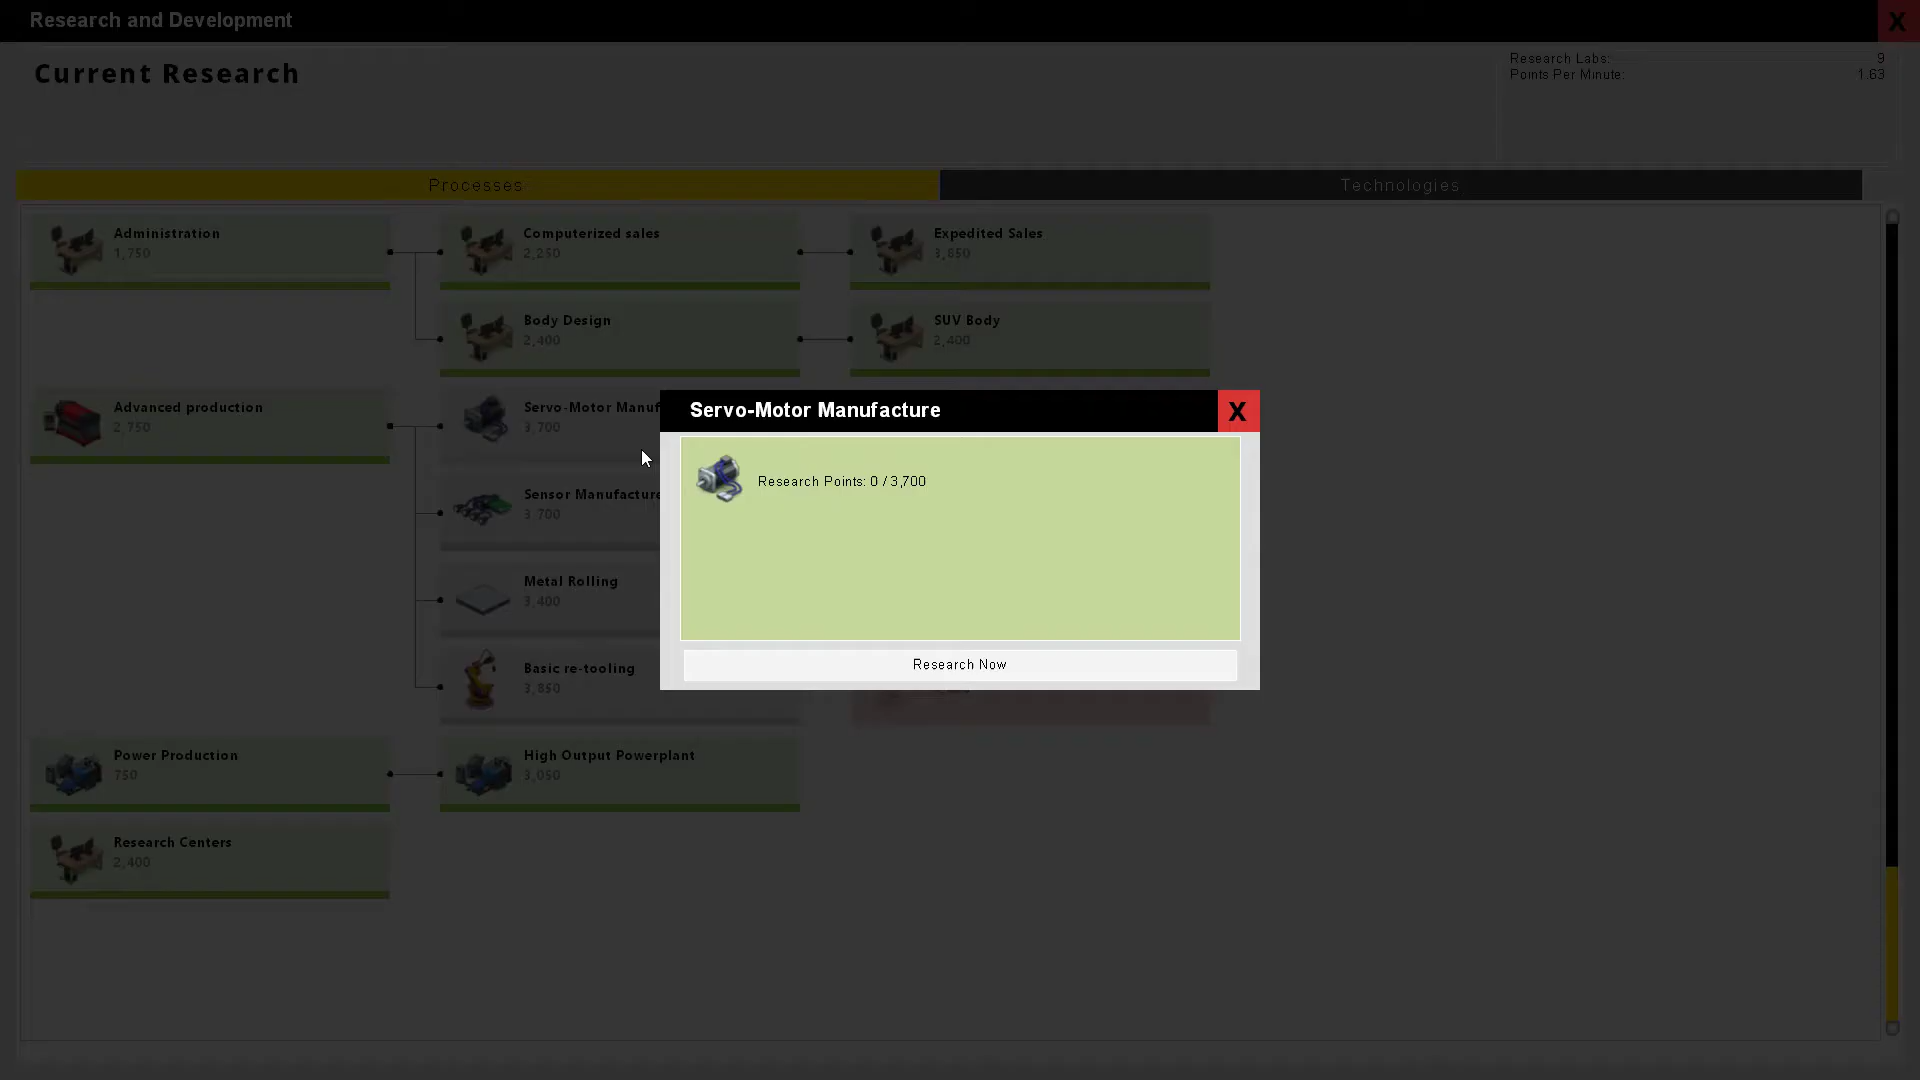 Research and Development
X
Current Research
Research Labs: 9
Points Per Minute: 1.63
Processes
Technologies
Administration
1,750
Computerized sales
2,250
Expedited Sales
3,850
Body Design
2,400
SUV Body
2,400
Advanced production
2,750
Servo-Motor Manuf
3,700
Sensor Manufacture
3,700
Metal Rolling
3,400
Basic re-tooling
3,850
Servo-Motor Manufacture
X
Research Points: 0 / 3,700
Research Now
Power Production
750
High Output Powerplant
3,050
Research Centers
2,400